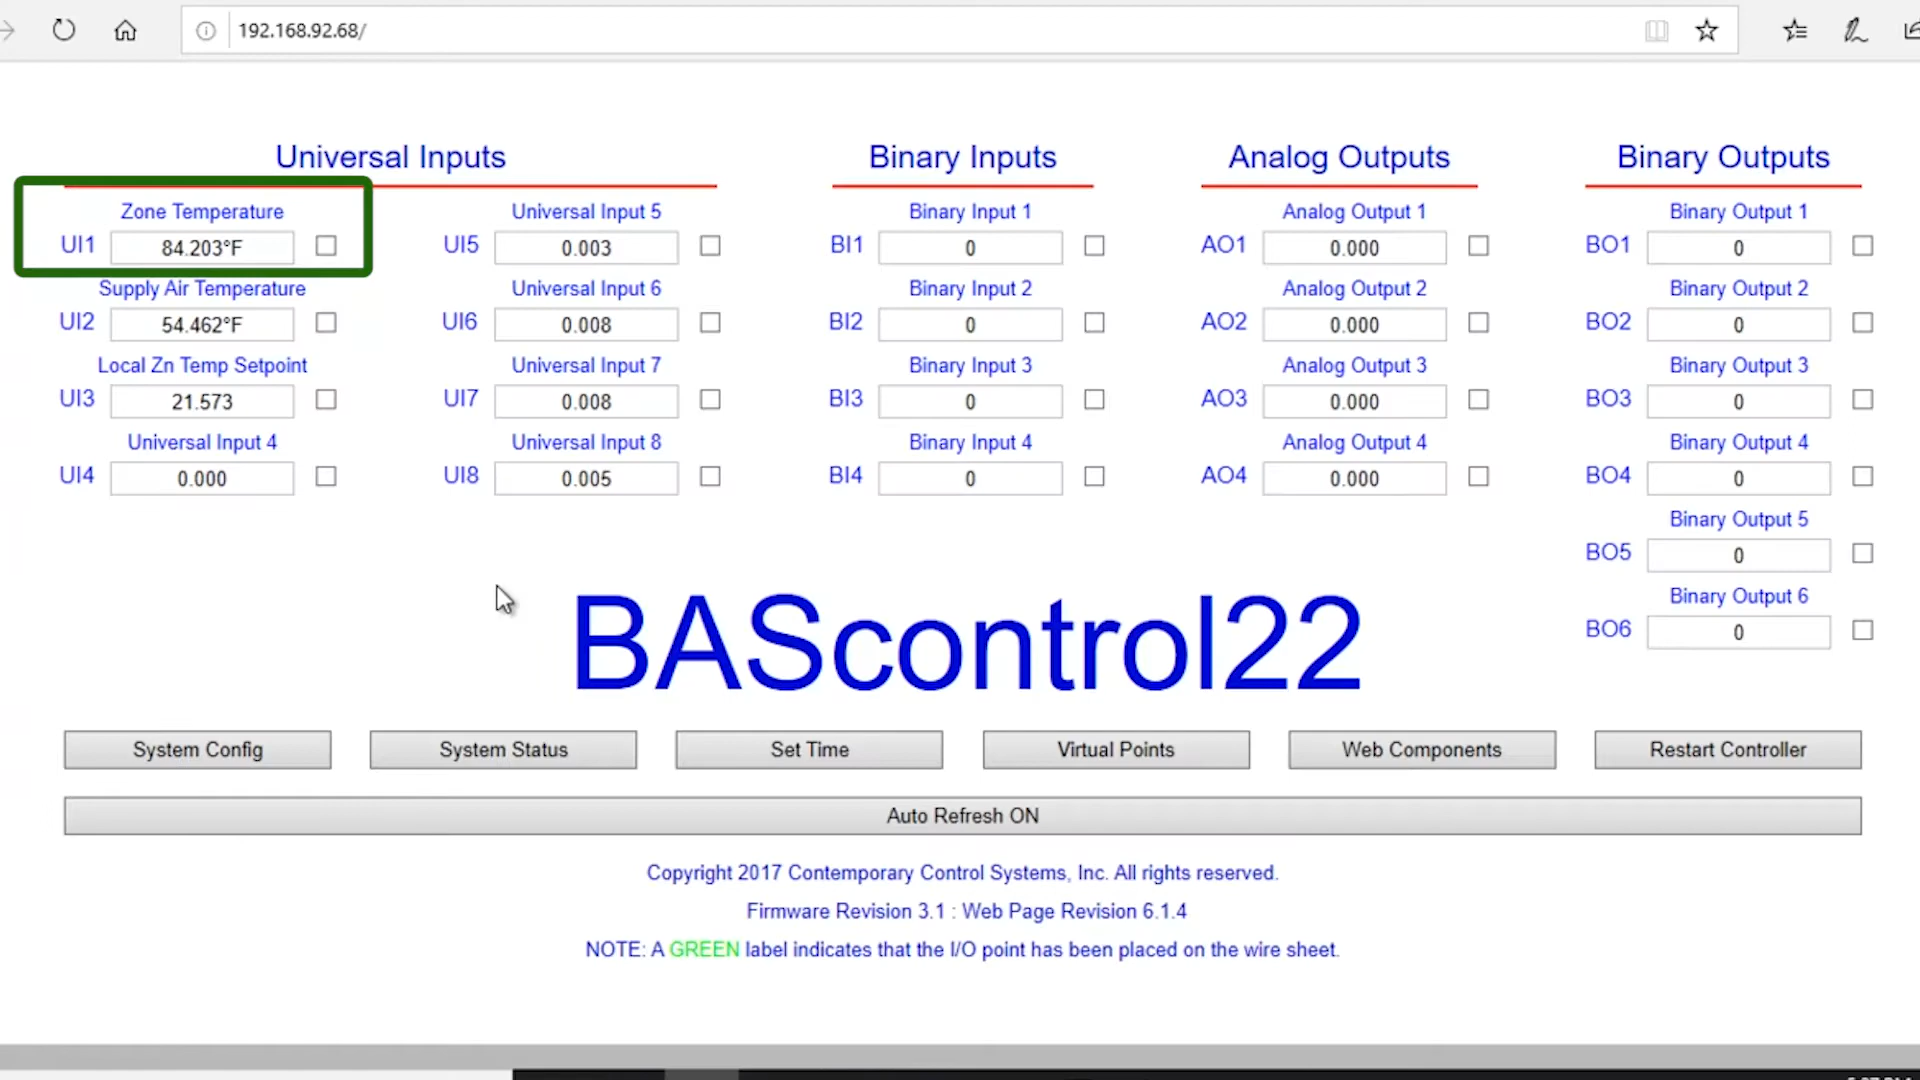 192.168.92.68/
Universal Inputs
Binary Inputs
Analog Outputs
Binary Outputs
Zone Temperature
Universal Input 5
Binary Input 1
Analog Output 1
Binary Output 1
UI1 84.203°F
UI5 0.003
BI1 0
AO1 0.000
BO1 0
Supply Air Temperature
Universal Input 6
Binary Input 2
Analog Output 2
Binary Output 2
UI2 54.462°F
UI6 0.008
BI2 0
AO2 0.000
BO2 0
Local Zn Temp Setpoint
Universal Input 7
Binary Input 3
Analog Output 3
Binary Output 3
UI3 21.573
UI7 0.008
BI3 0
AO3 0.000
BO3 0
Universal Input 4
Universal Input 8
Binary Input 4
Analog Output 4
Binary Output 4
UI4 0.000
UI8 0.005
BI4 0
AO4 0.000
BO4 0
Binary Output 5
BO5 0
Binary Output 6
BO6 0
BAScontrol22
System Config
System Status
Set Time
Virtual Points
Web Components
Restart Controller
Auto Refresh ON
Copyright 2017 Contemporary Control Systems, Inc. All rights reserved.
Firmware Revision 3.1 : Web Page Revision 6.1.4
NOTE: A GREEN label indicates that the I/O point has been placed on the wire sheet.